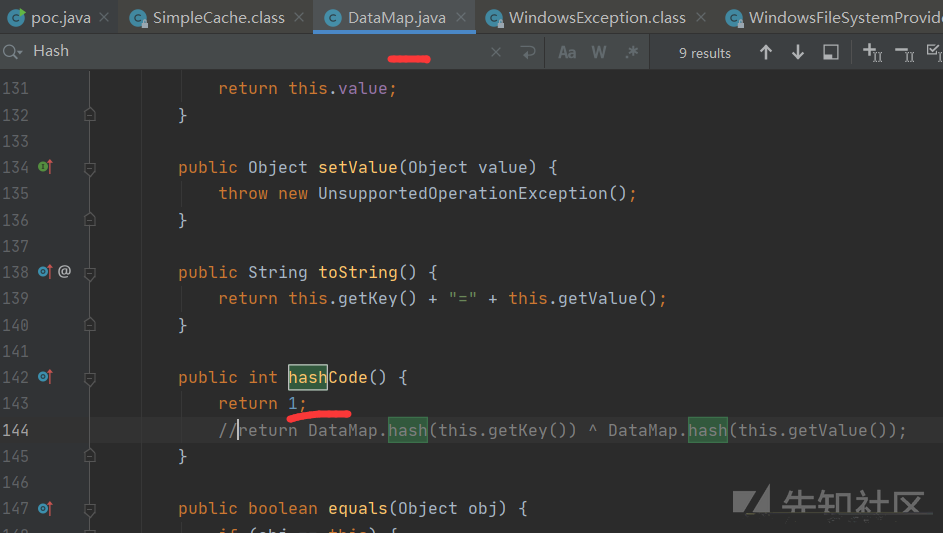 poc.java SimpleCache.class DataMap.java WindowsException.class WindowsFileSystemProvide
Hash Aa W .* 9 results
131 return this.value;
132 }
133
134 public Object setValue(Object value) {
135 throw new UnsupportedOperationException();
136 }
137
138 @ public String toString() {
139 return this.getKey() + "=" + this.getValue();
140 }
141
142 public int hashCode() {
143 return 1;
144 //return DataMap.hash(this.getKey()) ^ DataMap.hash(this.getValue());
145 }
146
147 public boolean equals(Object obj) {
先知社区